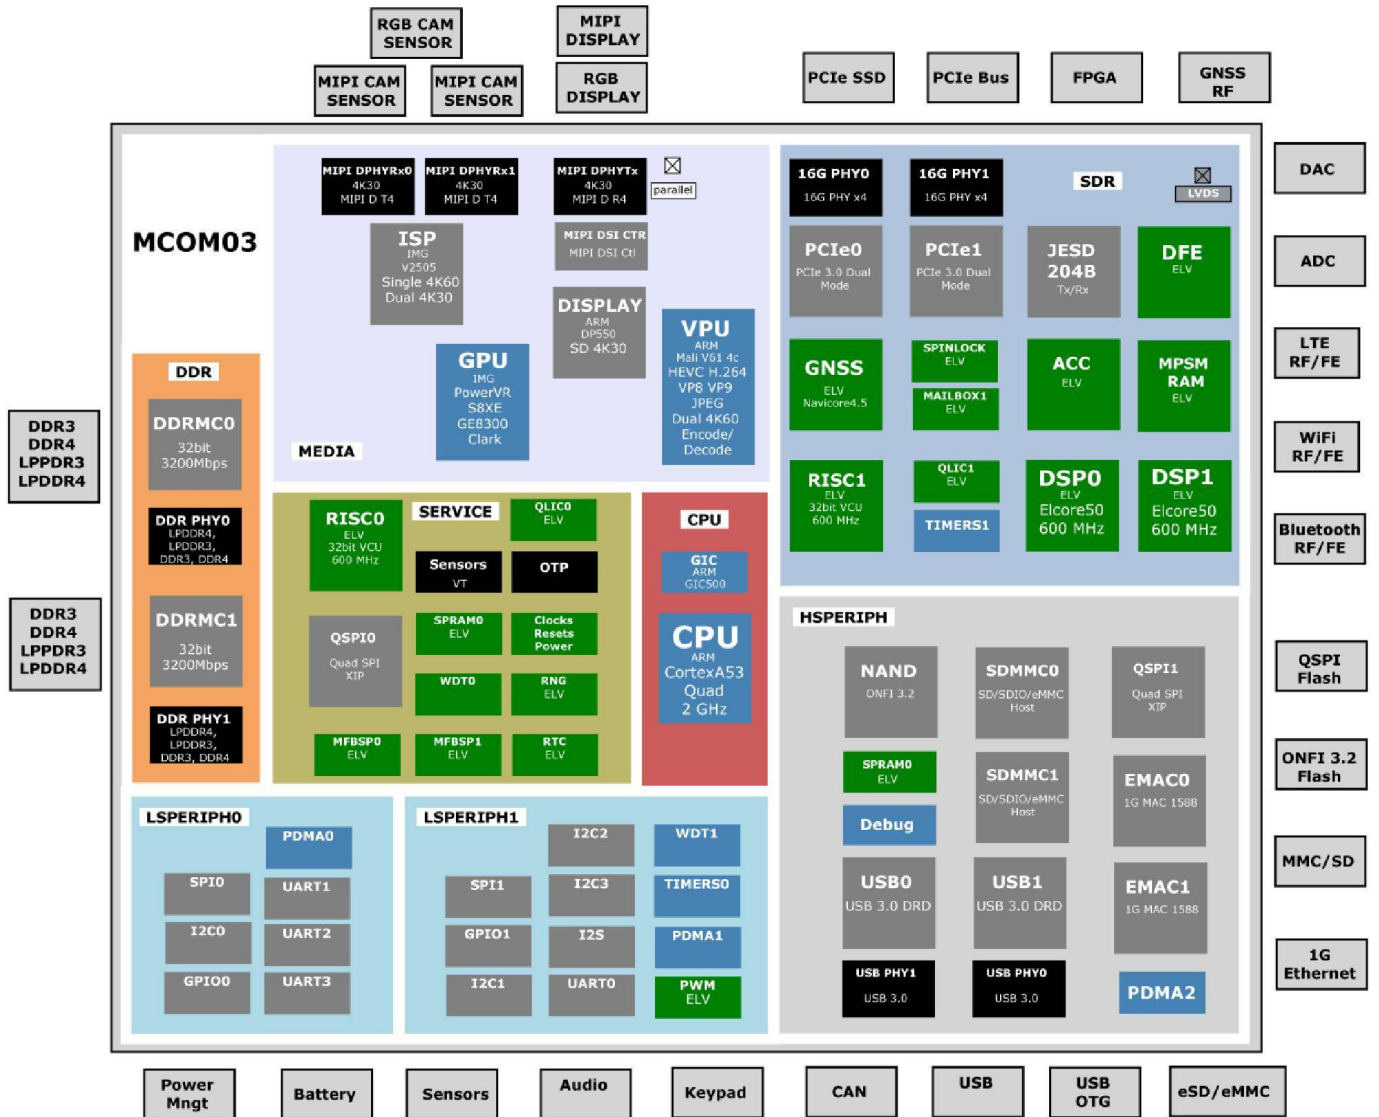 RGB CAM
SENSOR
MIPI
DISPLAY
MIPI CAM
SENSOR
MIPI CAM
SENSOR
RGB
DISPLAY
PCIe SSD
PCIe Bus
FPGA
GNSS
RF
MCOM03
MIPI DPHYRx0
4K30
MIPI D T4
MIPI DPHYRx1
4K30
MIPI D T4
MIPI DPHYTx
4K30
MIPI D R4
parallel
ISP
IMG
V2505
Single 4K60
Dual 4K30
MIPI DSI CTR
MIPI DSI Ctl
DISPLAY
ARM
DP550
SD 4K30
GPU
IMG
PowerVR
S8XE
GE8300
Clark
VPU
ARM
Mali V61 4c
HEVC H.264
VP8 VP9
JPEG
Dual 4K60
Encode/
Decode
MEDIA
16G PHY0
16G PHY x4
16G PHY1
16G PHY x4
SDR
LVDS
PCIe0
PCIe 3.0 Dual
Mode
PCIe1
PCIe 3.0 Dual
Mode
JESD
204B
Tx/Rx
DFE
ELV
GNSS
ELV
Navicore4.5
SPINLOCK
ELV
MAILBOX1
ELV
ACC
ELV
MPSM
RAM
ELV
RISC1
ELV
32bit VCU
600 MHz
QLIC1
ELV
TIMERS1
DSP0
ELV
Elcore50
600 MHz
DSP1
ELV
Elcore50
600 MHz
DAC
ADC
LTE
RF/FE
WiFi
RF/FE
Bluetooth
RF/FE
QSPI
Flash
ONFI 3.2
Flash
MMC/SD
1G
Ethernet
DDR3
DDR4
LPPDR3
LPDDR4
DDR3
DDR4
LPPDR3
LPDDR4
DDR
DDRMC0
32bit
3200Mbps
DDR PHY0
LPDDR4,
LPDDR3,
DDR3, DDR4
DDRMC1
32bit
3200Mbps
DDR PHY1
LPDDR4,
LPDDR3,
DDR3, DDR4
SERVICE
RISC0
ELV
32bit VCU
600 MHz
QLIC0
ELV
Sensors
VT
OTP
QSPI0
Quad SPI
XIP
SPRAM0
ELV
Clocks
Resets
Power
WDT0
RNG
ELV
MFBSP0
ELV
MFBSP1
ELV
RTC
ELV
CPU
GIC
ARM
GIC500
CPU
ARM
CortexA53
Quad
2 GHz
HSPERIPH
NAND
ONFI 3.2
SDMMC0
SD/SDIO/eMMC
Host
QSPI1
Quad SPI
XIP
SPRAM0
ELV
Debug
SDMMC1
SD/SDIO/eMMC
Host
EMAC0
1G MAC 1588
USB0
USB 3.0 DRD
USB1
USB 3.0 DRD
EMAC1
1G MAC 1588
USB PHY1
USB 3.0
USB PHY0
USB 3.0
PDMA2
LSPERIPH0
PDMA0
SPI0
UART1
I2C0
UART2
GPIO0
UART3
LSPERIPH1
I2C2
WDT1
SPI1
I2C3
TIMERS0
GPIO1
I2S
PDMA1
I2C1
UART0
PWM
ELV
Power
Mngt
Battery
Sensors
Audio
Keypad
CAN
USB
USB
OTG
eSD/eMMC